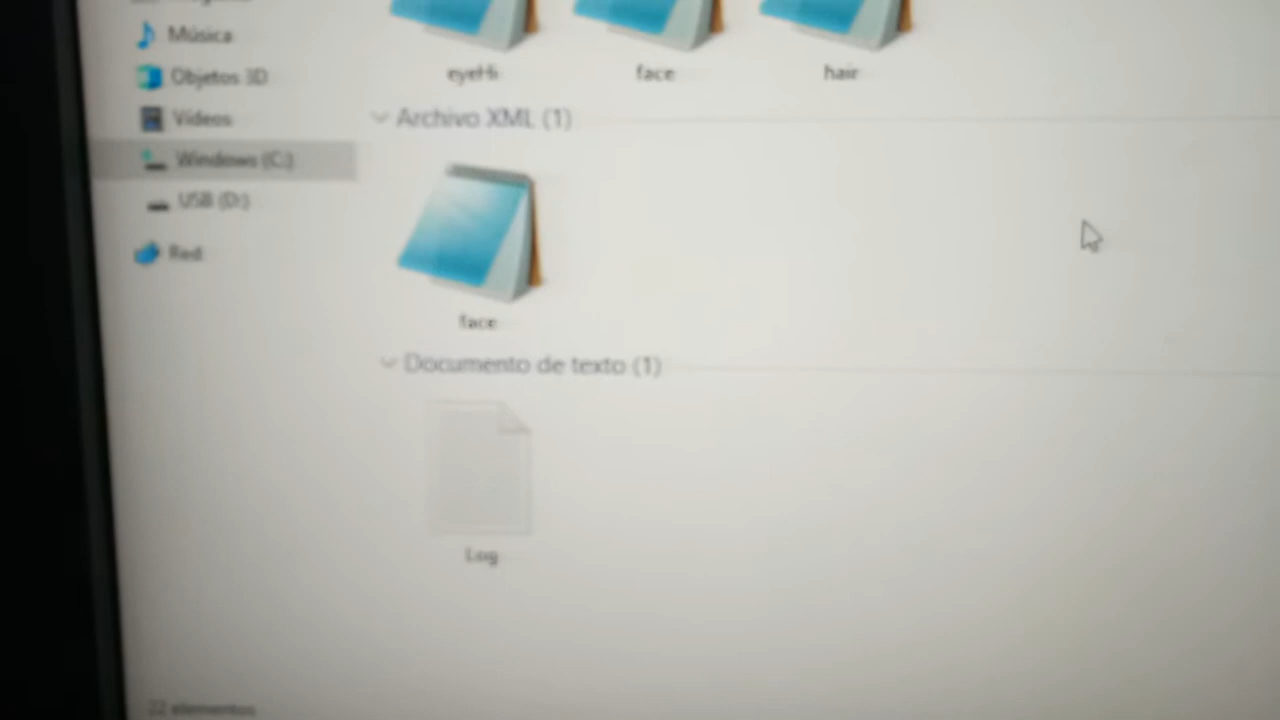 Música
Objetos 3D
Vídeos
Windows (C:)
USB (D:)
Red
eyeHi
face
hair
Archivo XML (1)
face
Documento de texto (1)
Log
22 elementos